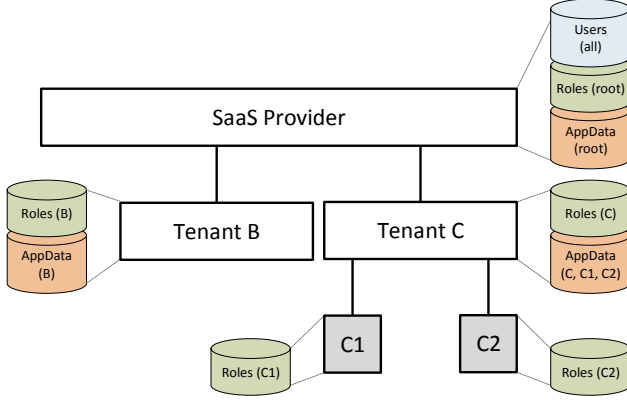 Users
(all)
Roles (root)
AppData
(root)
SaaS Provider
Roles (B)
AppData
(B)
Tenant B
Tenant C
Roles (C)
AppData
(C, C1, C2)
Roles (C1)
C1
C2
Roles (C2)